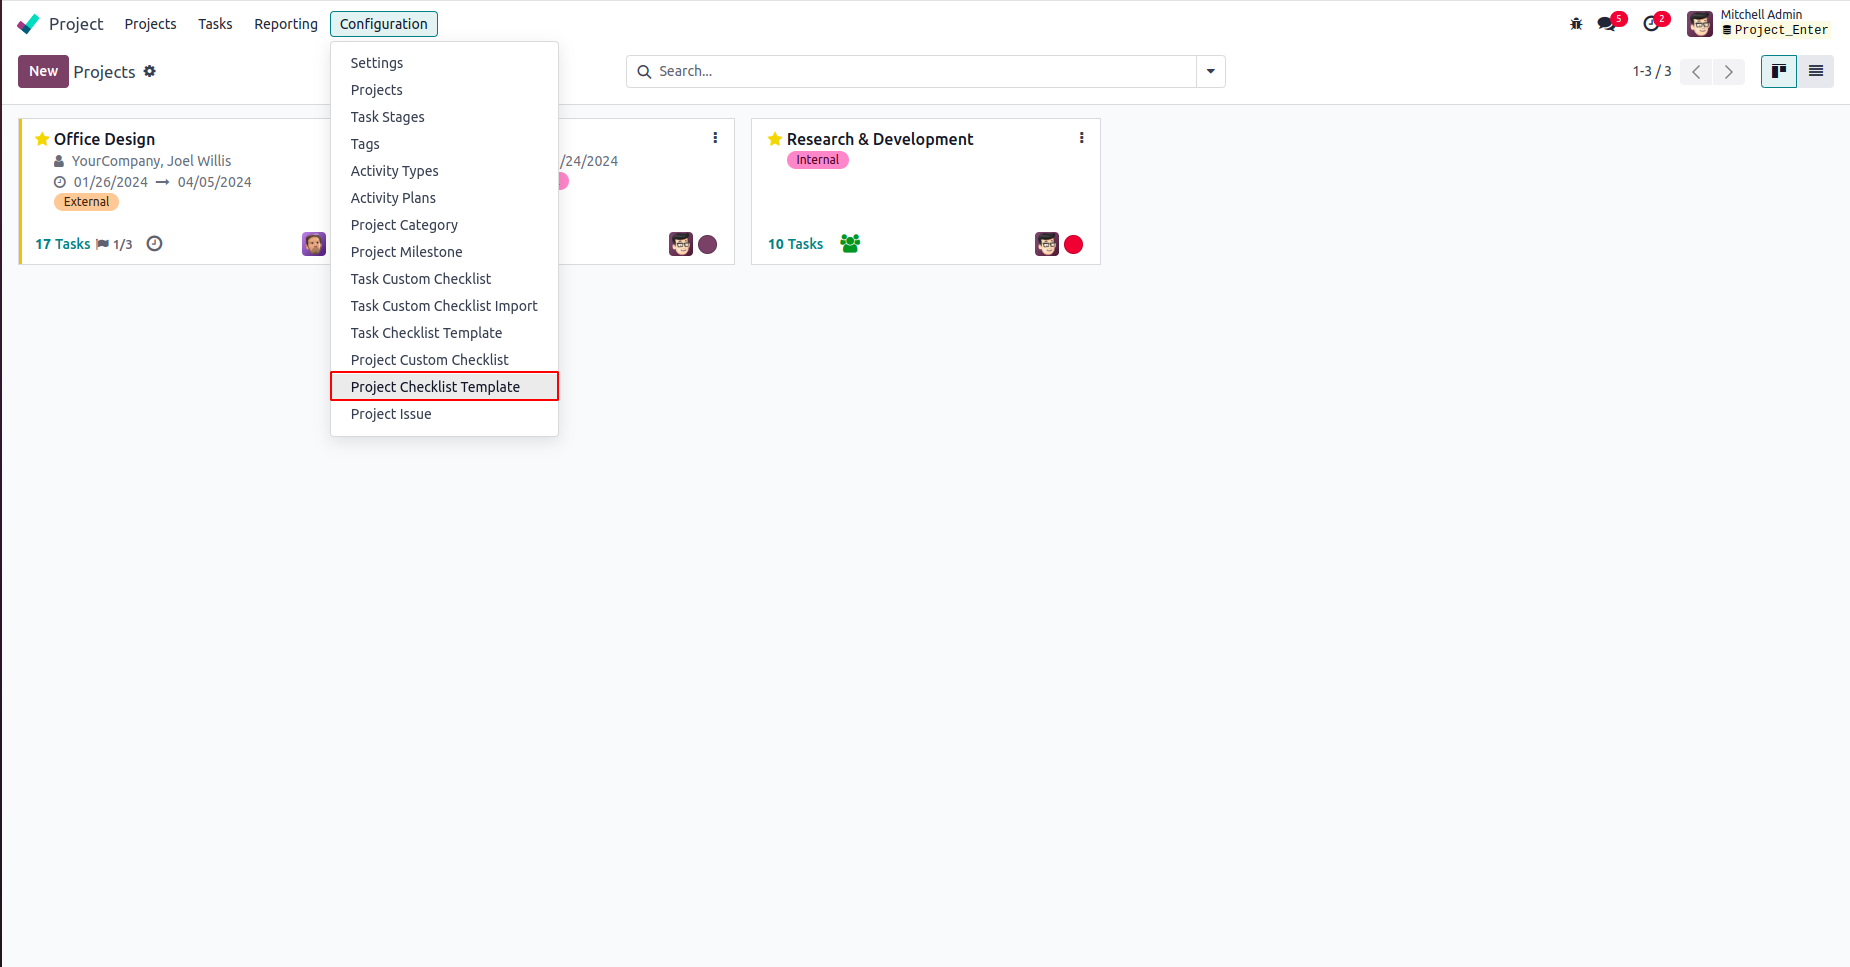 Project Projects Tasks Reporting Configuration 5 2 Mitchell Admin
Project_Enter
New Projects Search... 1-3 / 3
Settings
Projects
Task Stages
Tags
Activity Types
Activity Plans
Project Category
Project Milestone
Task Custom Checklist
Task Custom Checklist Import
Task Checklist Template
Project Custom Checklist
Project Checklist Template
Project Issue
Office Design
YourCompany, Joel Willis
01/26/2024 → 04/05/2024
External
17 Tasks 1/3
/24/2024
Research & Development
Internal
10 Tasks